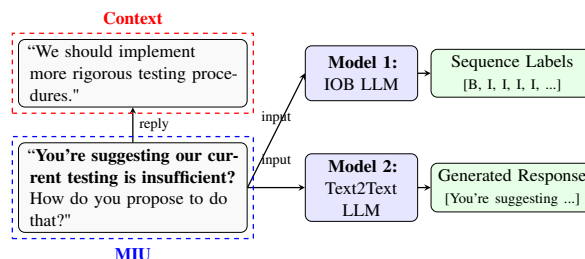 Context
“We should implement
more rigorous testing proce-
dures."
reply
“You're suggesting our cur-
rent testing is insufficient?
How do you propose to do
that?"
MIU
input
input
Model 1:
IOB LLM
Model 2:
Text2Text
LLM
Sequence Labels
[B, I, I, I, I, ...]
Generated Response
[You're suggesting ...]